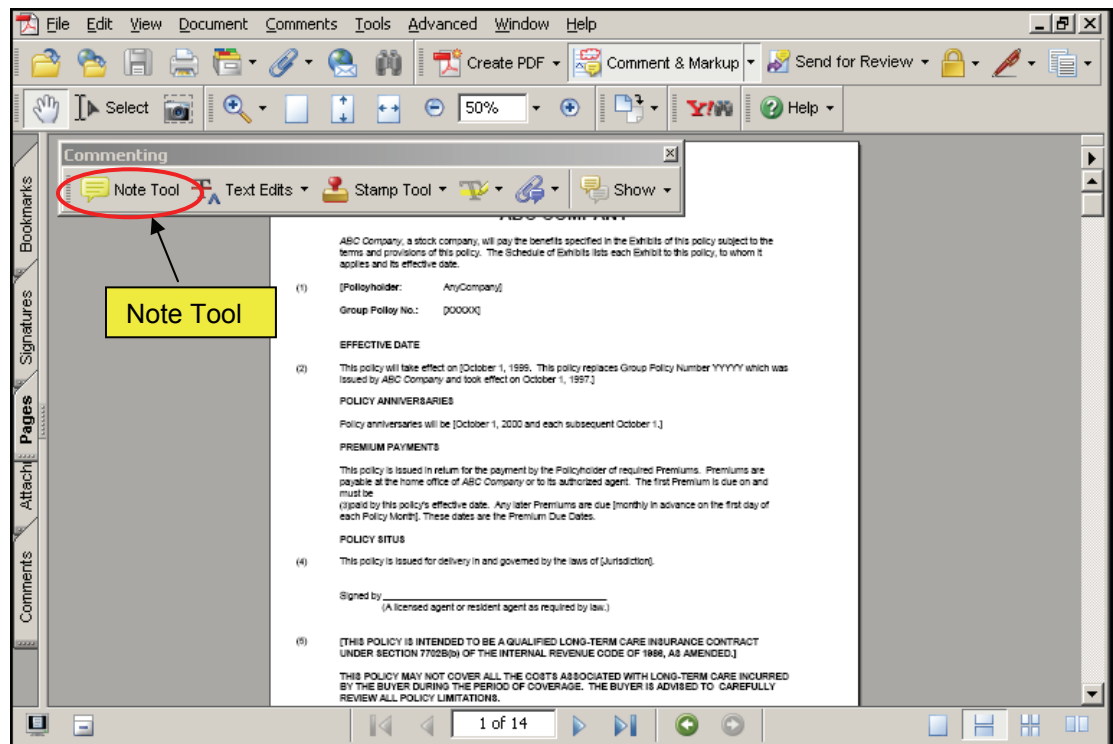 File Edit View Document Comments Tools Advanced Window Help
Create PDF Comment & Markup Send for Review
Select 50% Y! Help
Commenting
Note Tool Text Edits Stamp Tool Show
Note Tool
Bookmarks
Signatures
Pages
Attachm
Comments
ABC COMPANY
ABC Company, a stock company, will pay the benefits specified in the Exhibits of this policy subject to the
terms and provisions of this policy. The Schedule of Exhibits lists each Exhibit to this policy, to whom it
applies and its effective date.
(1) [Policyholder: AnyCompany]
Group Policy No.: [XXXXX]
EFFECTIVE DATE
(2) This policy will take effect on [October 1, 1999. This policy replaces Group Policy Number YYYYY which was
issued by ABC Company and took effect on October 1, 1997.]
POLICY ANNIVERSARIES
Policy anniversaries will be [October 1, 2000 and each subsequent October 1.]
PREMIUM PAYMENTS
This policy is issued in return for the payment by the Policyholder of required Premiums. Premiums are
payable at the home office of ABC Company or to its authorized agent. The first Premium is due on and
must be
(3)paid by this policy's effective date. Any later Premiums are due [monthly in advance on the first day of
each Policy Month]. These dates are the Premium Due Dates.
POLICY SITUS
(4) This policy is issued for delivery in and governed by the laws of [Jurisdiction].
Signed by
(A licensed agent or resident agent as required by law.)
(5) [THIS POLICY IS INTENDED TO BE A QUALIFIED LONG-TERM CARE INSURANCE CONTRACT
UNDER SECTION 7702B(b) OF THE INTERNAL REVENUE CODE OF 1986, AS AMENDED.]
THIS POLICY MAY NOT COVER ALL THE COSTS ASSOCIATED WITH LONG-TERM CARE INCURRED
BY THE BUYER DURING THE PERIOD OF COVERAGE. THE BUYER IS ADVISED TO CAREFULLY
REVIEW ALL POLICY LIMITATIONS.
1 of 14